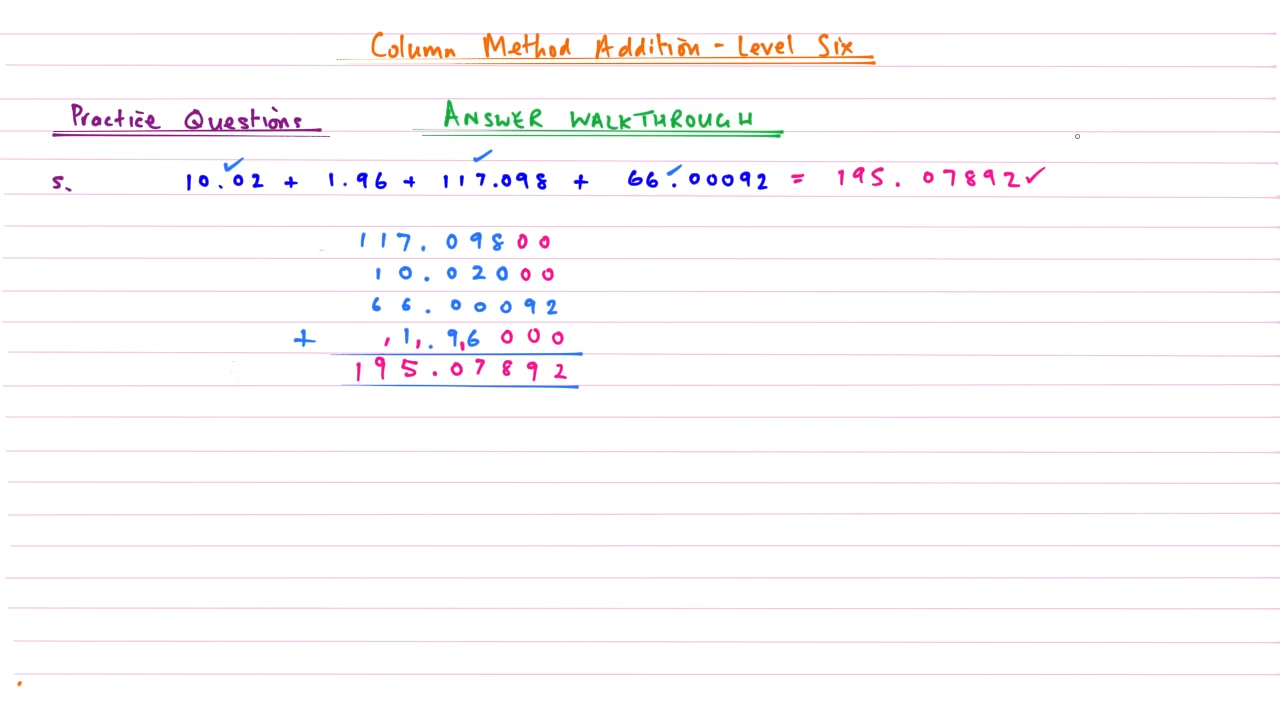 Column Method Addition - Level Six
Practice Questions ANSWER WALKTHROUGH
5. 10.02 + 1.96 + 117.098 + 66.00092 = 195.07892 ✓
117.09800
10.02000
66.00092
+ 1.96000
195.07892